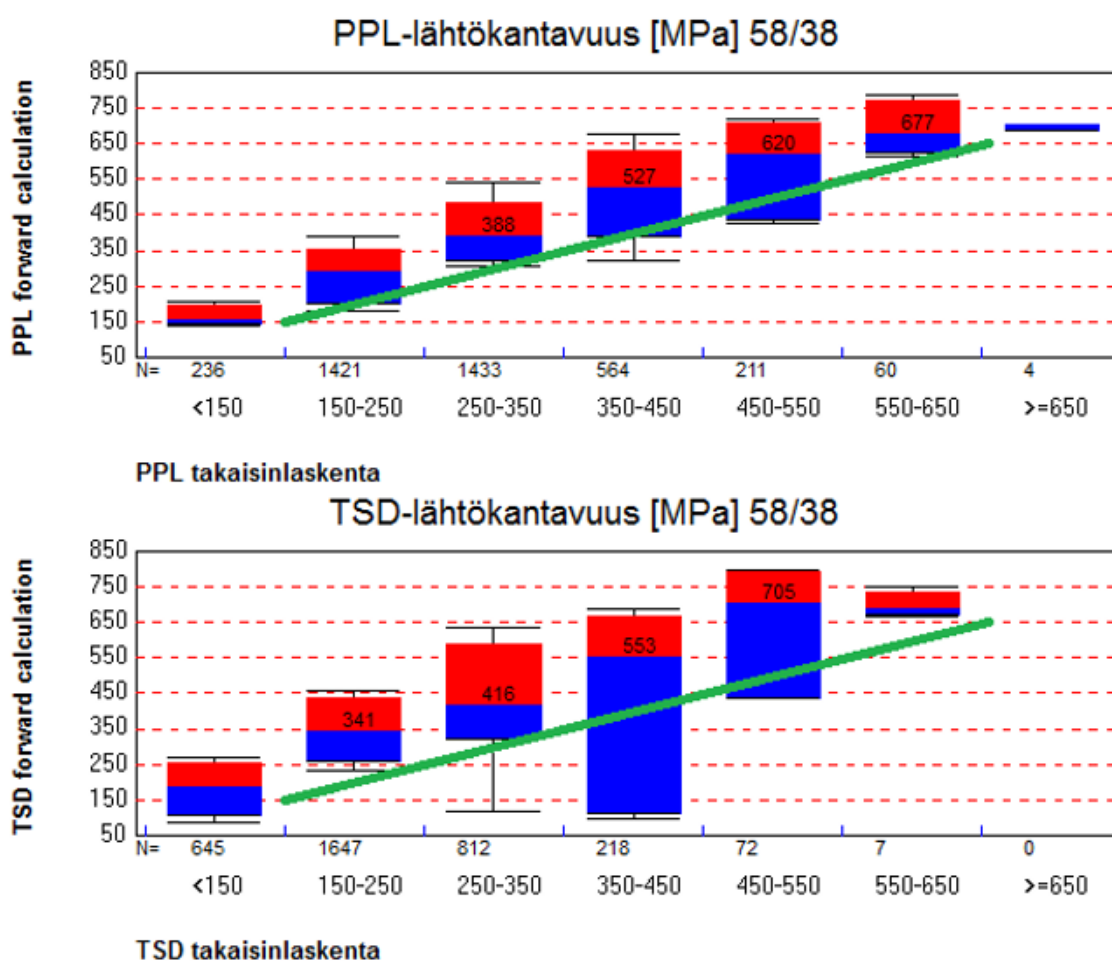 PPL-lähtökantavuus [MPa] 58/38
PPL forward calculation
850
750
650
550
450
350
250
150
50
388
527
620
677
N= 236 1421 1433 564 211 60 4
<150 150-250 250-350 350-450 450-550 550-650 >=650
PPL takaisinlaskenta
TSD-lähtökantavuus [MPa] 58/38
TSD forward calculation
850
750
650
550
450
350
250
150
50
341
416
553
705
N= 645 1647 812 218 72 7 0
<150 150-250 250-350 350-450 450-550 550-650 >=650
TSD takaisinlaskenta